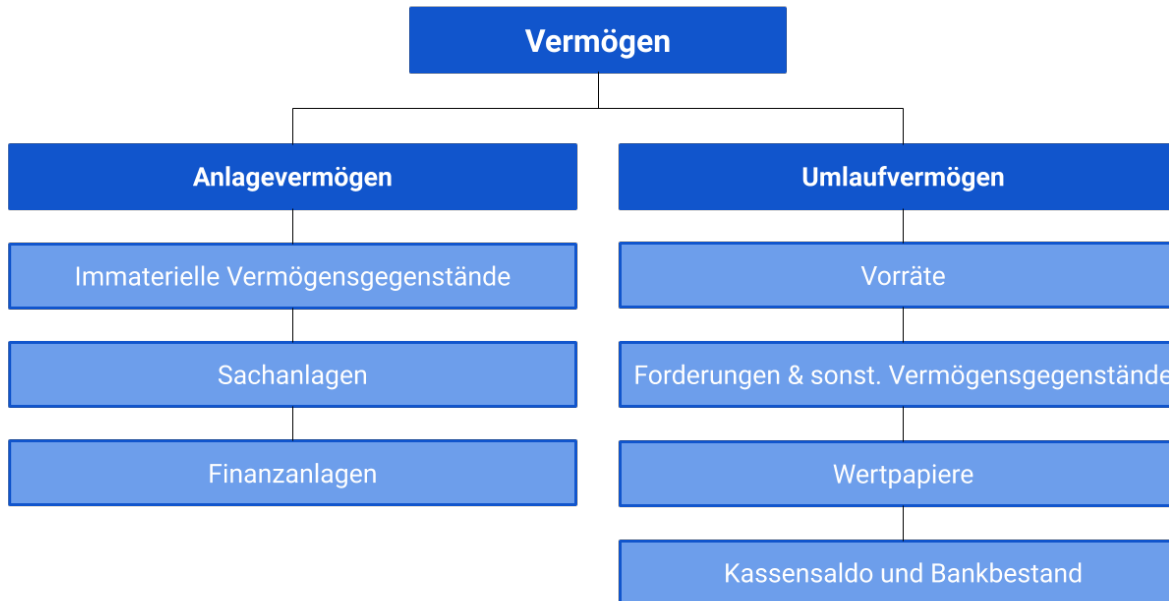 Vermögen
Anlagevermögen
Immaterielle Vermögensgegenstände
Sachanlagen
Finanzanlagen
Umlaufvermögen
Vorräte
Forderungen & sonst. Vermögensgegenstände
Wertpapiere
Kassensaldo und Bankbestand